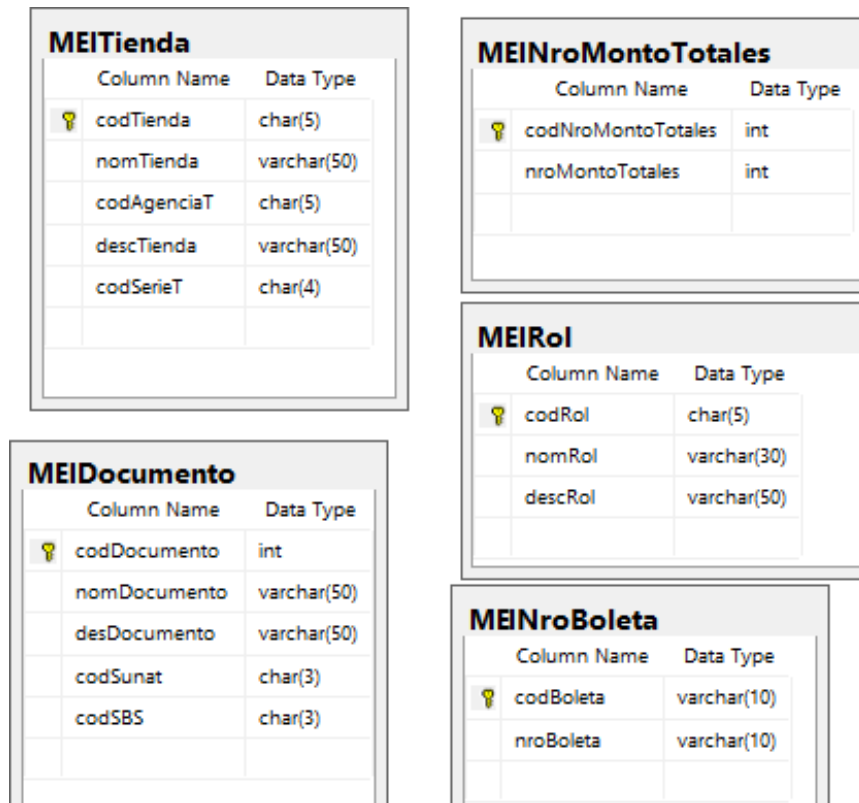 MEITienda
Column Name Data Type
codTienda char(5)
nomTienda varchar(50)
codAgenciaT char(5)
descTienda varchar(50)
codSerieT char(4)
MEINroMontoTotales
Column Name Data Type
codNroMontoTotales int
nroMontoTotales int
MEIRol
Column Name Data Type
codRol char(5)
nomRol varchar(30)
descRol varchar(50)
MEIDocumento
Column Name Data Type
codDocumento int
nomDocumento varchar(50)
desDocumento varchar(50)
codSunat char(3)
codSBS char(3)
MEINroBoleta
Column Name Data Type
codBoleta varchar(10)
nroBoleta varchar(10)